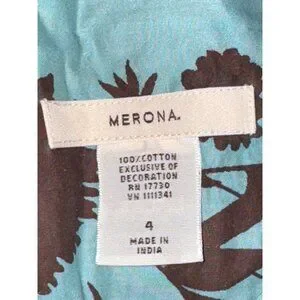 MERONA.
100%COTTON
EXCLUSIVE OF
DECORATION
RN 17730
VN 1111341
4
MADE IN
INDIA